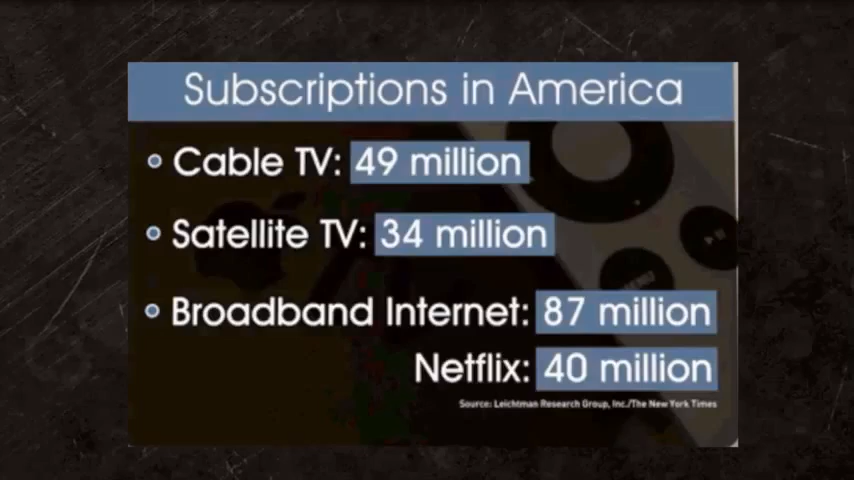 Subscriptions in America
• Cable TV: 49 million
• Satellite TV: 34 million
• Broadband Internet: 87 million
Netflix: 40 million
Source: Leichtman Research Group, Inc./The New York Times